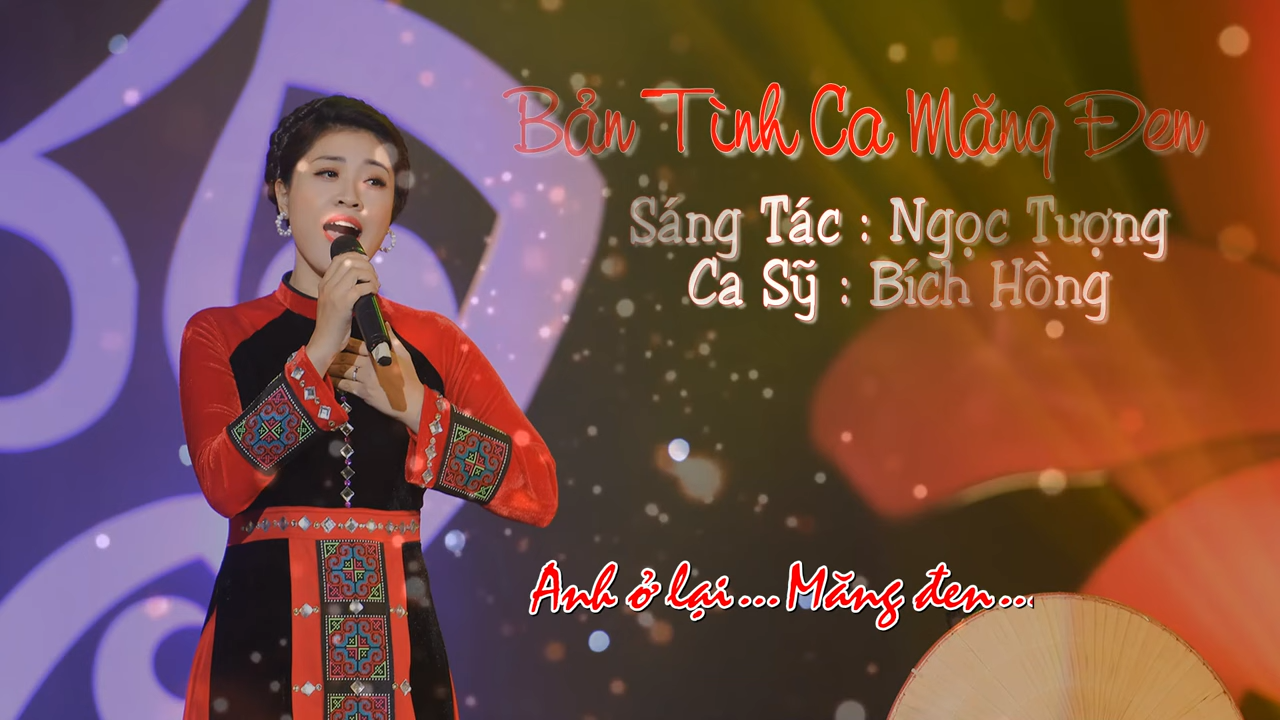 Bản Tình Ca Măng Đen
Sáng Tác : Ngọc Tượng
Ca Sỹ : Bích Hồng
Anh ở lại... Măng đen...